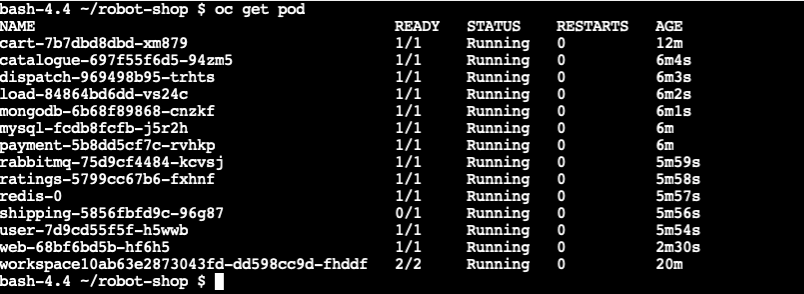 bash-4.4 ~/robot-shop $ oc get pod
NAME READY STATUS RESTARTS AGE
cart-7b7dbd8dbd-xm879 1/1 Running 0 12m
catalogue-697f55f6d5-94zm5 1/1 Running 0 6m4s
dispatch-969498b95-trhts 1/1 Running 0 6m3s
load-84864bd6dd-vs24c 1/1 Running 0 6m2s
mongodb-6b68f89868-cnzkf 1/1 Running 0 6m1s
mysql-fcdb8fcfb-j5r2h 1/1 Running 0 6m
payment-5b8dd5cf7c-rvhkp 1/1 Running 0 6m
rabbitmq-75d9cf4484-kcvsj 1/1 Running 0 5m59s
ratings-5799cc67b6-fxhnf 1/1 Running 0 5m58s
redis-0 1/1 Running 0 5m57s
shipping-5856fbfd9c-96g87 0/1 Running 0 5m56s
user-7d9cd55f5f-h5wwb 1/1 Running 0 5m54s
web-68bf6bd5b-hf6h5 1/1 Running 0 2m30s
workspace10ab63e2873043fd-dd598cc9d-fhddf 2/2 Running 0 20m
bash-4.4 ~/robot-shop $